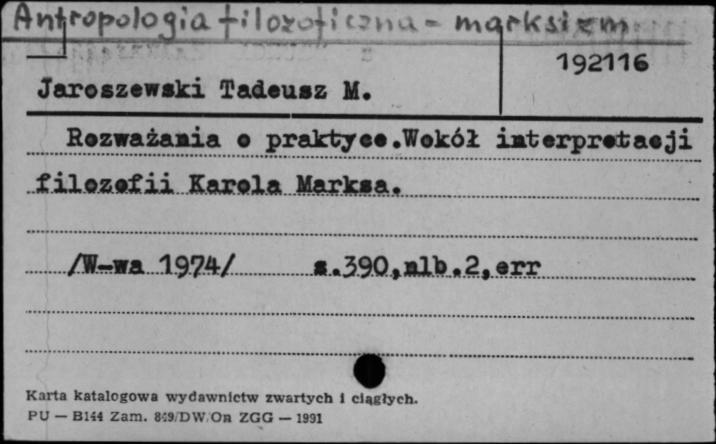 Antropologia filozoficzna - marksizm
192116
Jaroszewski Tadeusz M.
Rozważania o praktyce.Wokół interpretacji
filozofii Karola Marksa.
/W-wa 1974/ s.390,nlb.2,err
Karta katalogowa wydawnictw zwartych i ciągłych.
PU — B144 Zam. 849/DW/On ZGG — 1991